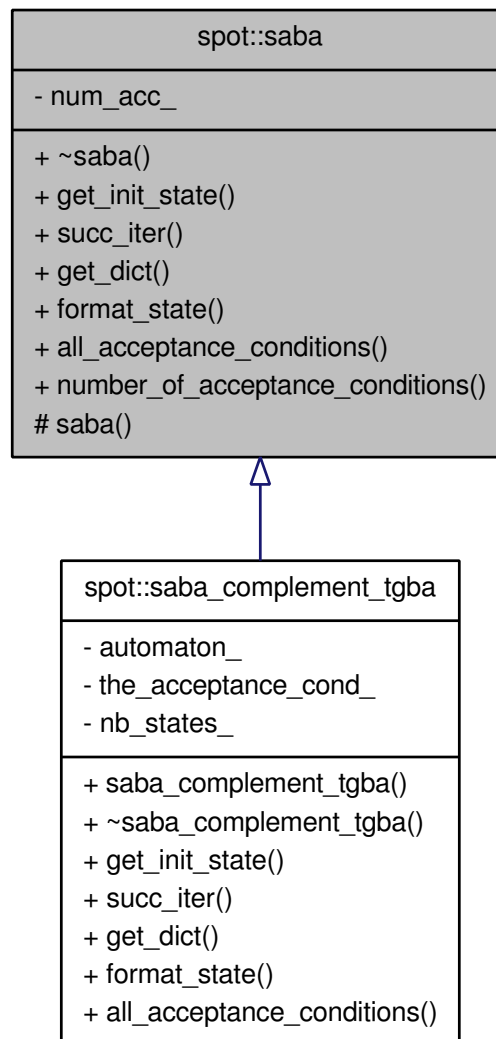 spot::saba
- num_acc_
+ ~saba()
+ get_init_state()
+ succ_iter()
+ get_dict()
+ format_state()
+ all_acceptance_conditions()
+ number_of_acceptance_conditions()
# saba()
spot::saba_complement_tgba
- automaton_
- the_acceptance_cond_
- nb_states_
+ saba_complement_tgba()
+ ~saba_complement_tgba()
+ get_init_state()
+ succ_iter()
+ get_dict()
+ format_state()
+ all_acceptance_conditions()